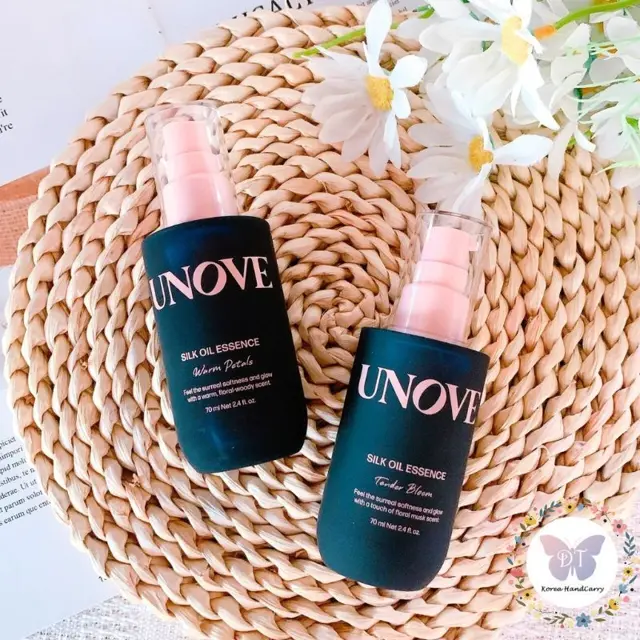 UNOVE
SILK OIL ESSENCE
Warm Petals
Feel the surreal softness and glow
with a warm, floral-woody scent.
70 ml Net 2.4 fl. oz.
UNOVE
SILK OIL ESSENCE
Tender Bloom
Feel the surreal softness and glow
with a touch of floral musk scent.
70 ml Net 2.4 fl. oz.
DT
Korea HandCarry